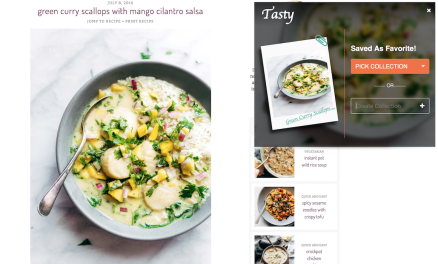 JULY 8, 2016
green curry scallops with mango cilantro salsa
JUMP TO RECIPE • PRINT RECIPE
Tasty
×
Saved As Favorite!
PICK COLLECTION
OR
Create Collection
+
Green Curry Scallops...
VEGETARIAN
instant pot
wild rice soup
QUICK AND EASY
spicy sesame
noodles with
crispy tofu
QUICK AND EASY
crockpot
chicken